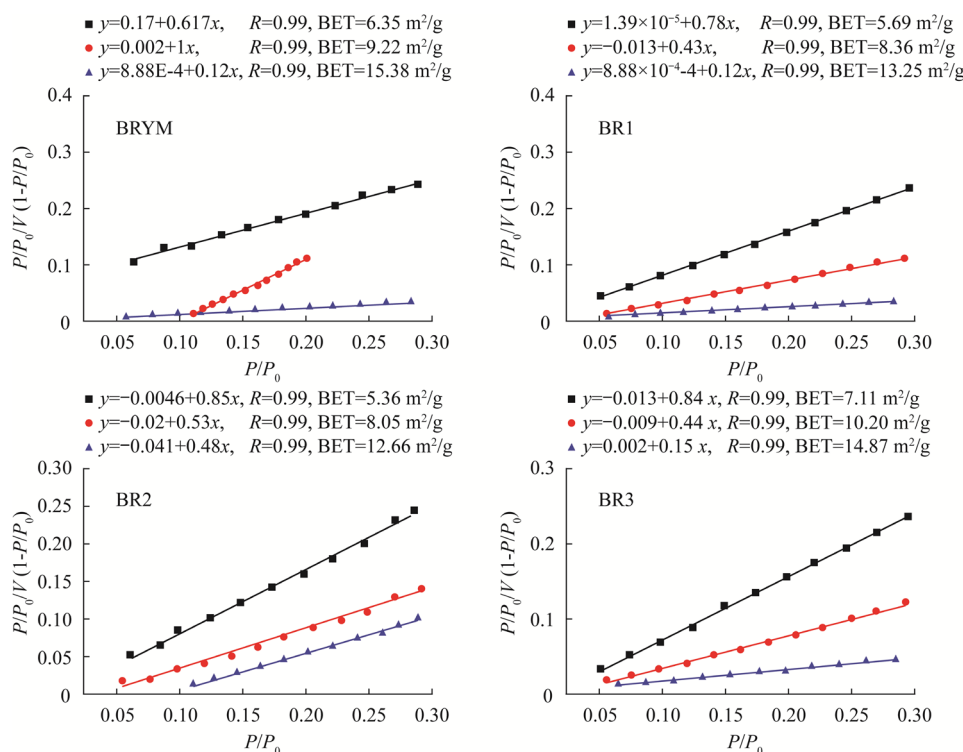 ■ y=0.17+0.617x, R=0.99, BET=6.35 m²/g
● y=0.002+1x, R=0.99, BET=9.22 m²/g
▲ y=8.88E-4+0.12x, R=0.99, BET=15.38 m²/g
BRYM
0.4
0.3
0.2
0.1
0
P/P₀/V (1-P/P₀)
0.05 0.10 0.15 0.20 0.25 0.30
P/P₀
■ y=1.39×10⁻⁵+0.78x, R=0.99, BET=5.69 m²/g
● y=−0.013+0.43x, R=0.99, BET=8.36 m²/g
▲ y=8.88×10⁻⁴-4+0.12x, R=0.99, BET=13.25 m²/g
BR1
0.4
0.3
0.2
0.1
0
P/P₀/V (1-P/P₀)
0.05 0.10 0.15 0.20 0.25 0.30
P/P₀
■ y=−0.0046+0.85x, R=0.99, BET=5.36 m²/g
● y=−0.02+0.53x, R=0.99, BET=8.05 m²/g
▲ y=−0.041+0.48x, R=0.99, BET=12.66 m²/g
BR2
0.30
0.25
0.20
0.15
0.10
0.05
0
P/P₀/V (1-P/P₀)
0.05 0.10 0.15 0.20 0.25 0.30
P/P₀
■ y=−0.013+0.84 x, R=0.99, BET=7.11 m²/g
● y=−0.009+0.44 x, R=0.99, BET=10.20 m²/g
▲ y=0.002+0.15 x, R=0.99, BET=14.87 m²/g
BR3
0.30
0.25
0.20
0.15
0.10
0.05
0
P/P₀/V (1-P/P₀)
0.05 0.10 0.15 0.20 0.25 0.30
P/P₀